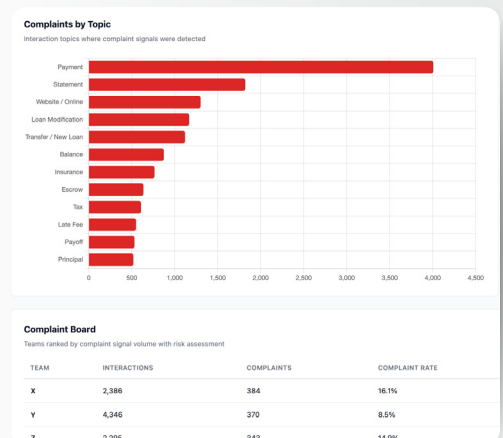 Complaints by Topic
Interaction topics where complaint signals were detected
Payment
Statement
Website / Online
Loan Modification
Transfer / New Loan
Balance
Insurance
Escrow
Tax
Late Fee
Payoff
Principal
0 500 1,000 1,500 2,000 2,500 3,000 3,500 4,000 4,500
Complaint Board
Teams ranked by complaint signal volume with risk assessment
TEAM INTERACTIONS COMPLAINTS COMPLAINT RATE
X 2,386 384 16.1%
Y 4,346 370 8.5%